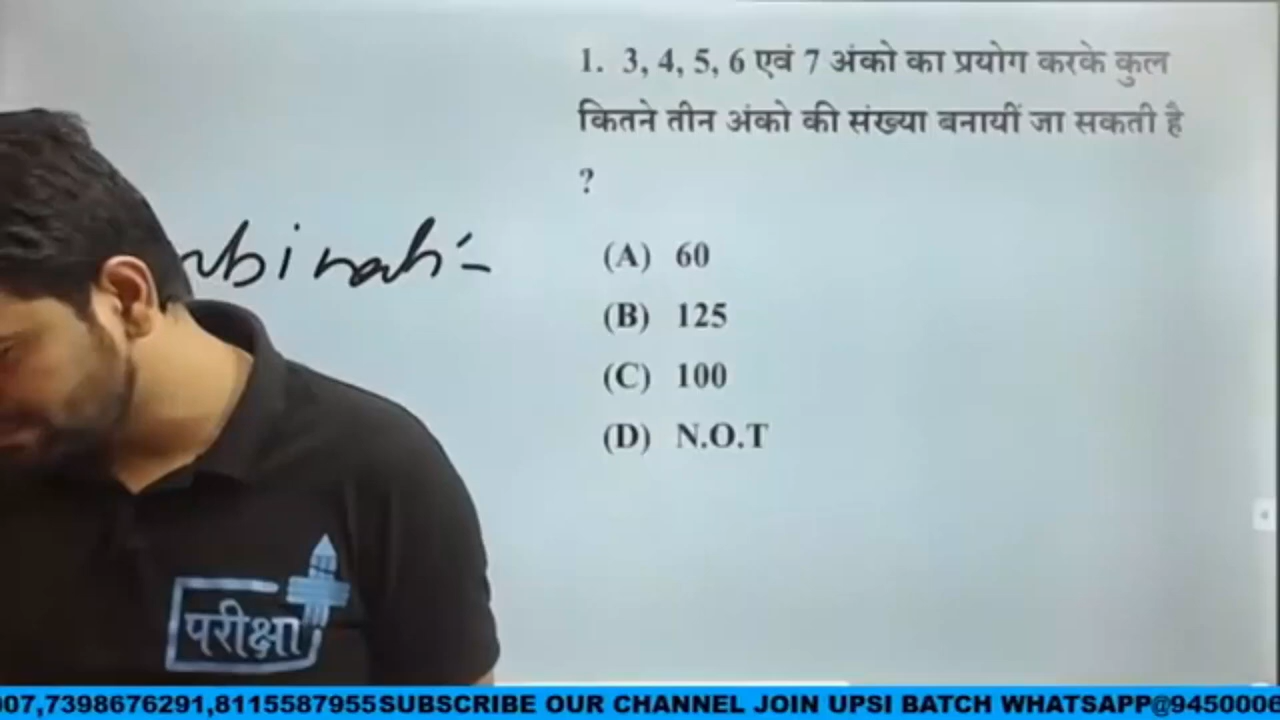 1. 3, 4, 5, 6 एवं 7 अंको का प्रयोग करके कुल
कितने तीन अंको की संख्या बनायीं जा सकती है
?
(A) 60
(B) 125
(C) 100
(D) N.O.T
परीक्षा
007,7398676291,8115587955SUBSCRIBE OUR CHANNEL JOIN UPSI BATCH WHATSAPP@9450006